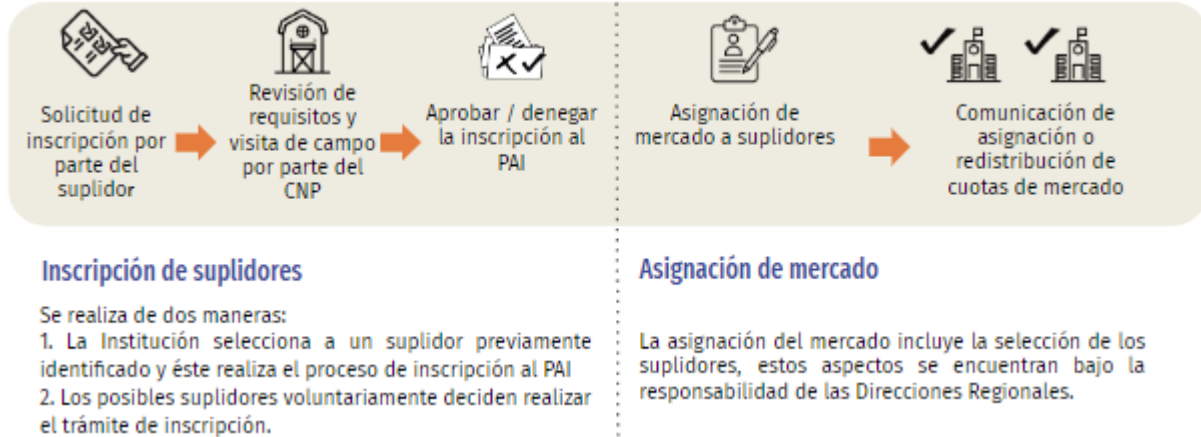 Solicitud de
inscripción por
parte del
suplidor
Revisión de
requisitos y
visita de campo
por parte del
CNP
Aprobar / denegar
la inscripción al
PAI
Asignación de
mercado a suplidores
Comunicación de
asignación o
redistribución de
cuotas de mercado
Inscripción de suplidores
Se realiza de dos maneras:
1. La Institución selecciona a un suplidor previamente
identificado y éste realiza el proceso de inscripción al PAI
2. Los posibles suplidores voluntariamente deciden realizar
el trámite de inscripción.
Asignación de mercado
La asignación del mercado incluye la selección de los
suplidores, estos aspectos se encuentran bajo la
responsabilidad de las Direcciones Regionales.